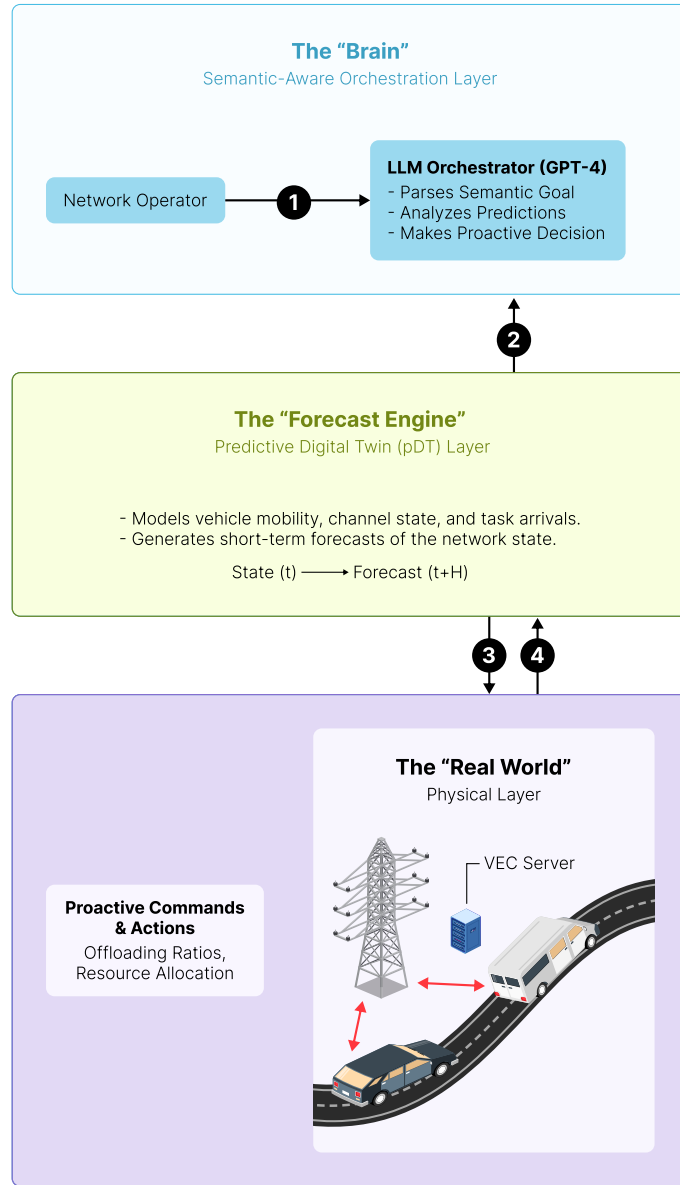 The “Brain”
Semantic-Aware Orchestration Layer
Network Operator
1
LLM Orchestrator (GPT-4)
- Parses Semantic Goal
- Analyzes Predictions
- Makes Proactive Decision
2
The “Forecast Engine”
Predictive Digital Twin (pDT) Layer
- Models vehicle mobility, channel state, and task arrivals.
- Generates short-term forecasts of the network state.
State (t) Forecast (t+H)
3
4
The “Real World”
Physical Layer
VEC Server
Proactive Commands
& Actions
Offloading Ratios,
Resource Allocation